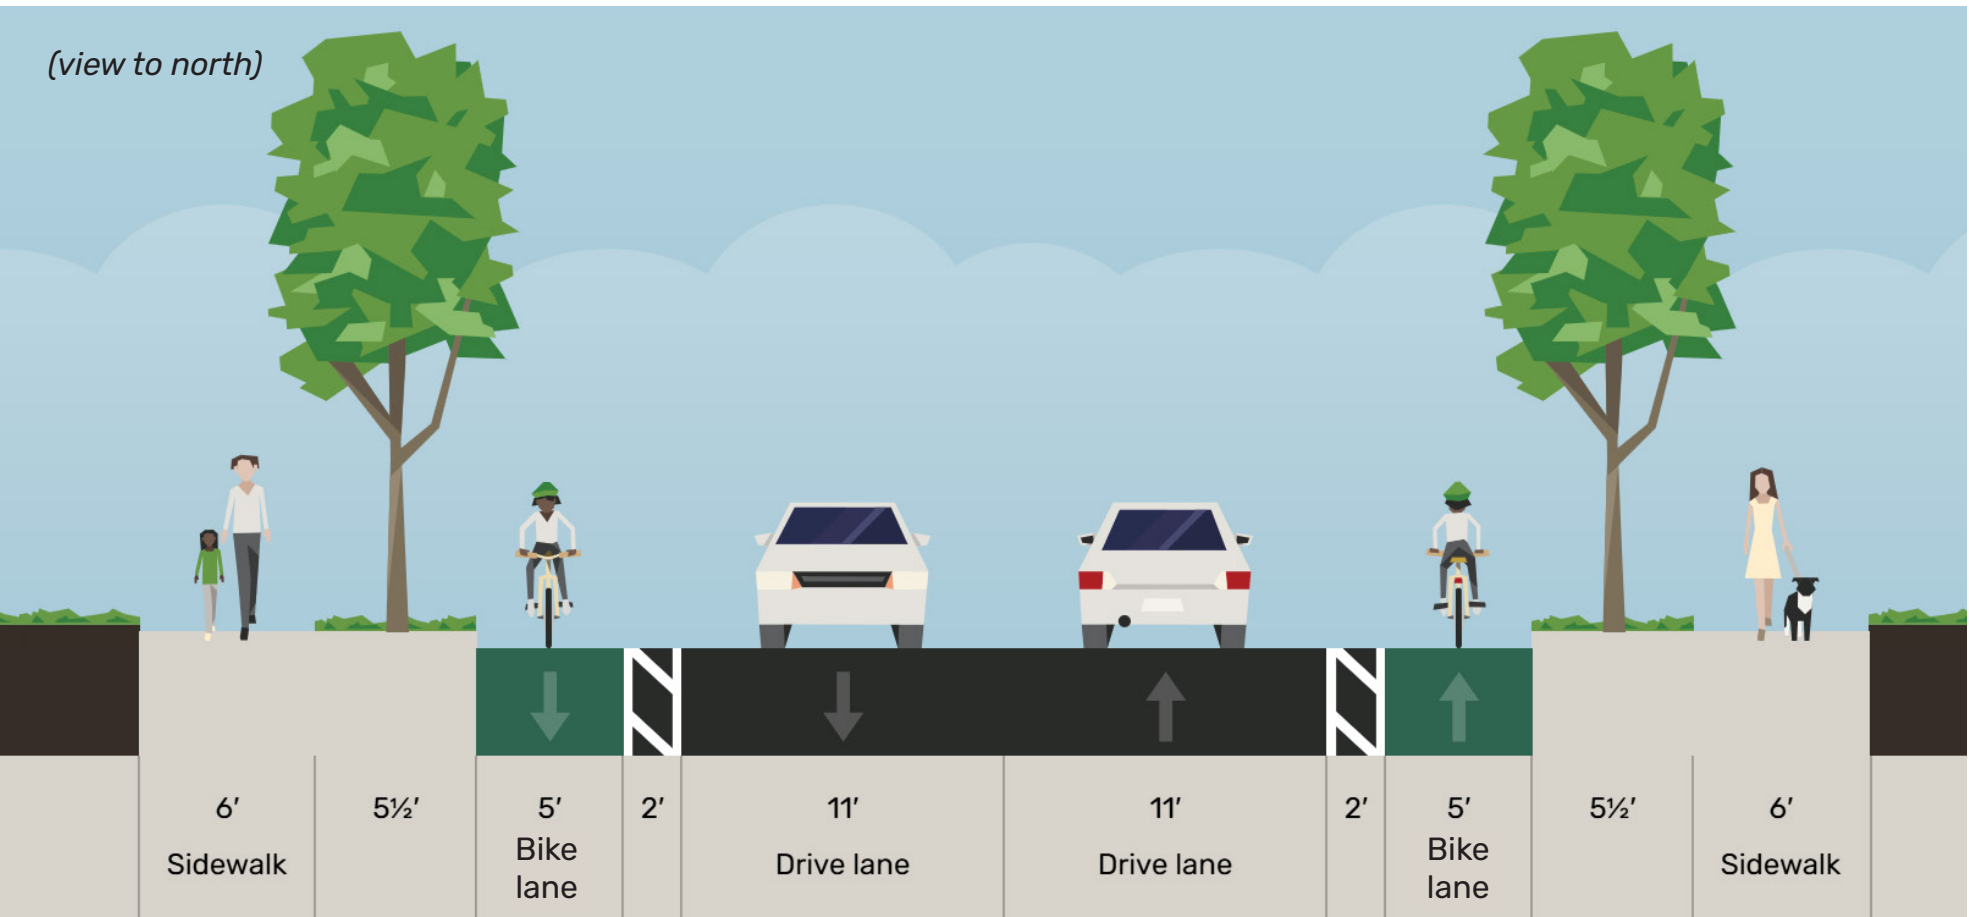 (view to north)
6′ 5½′ 5′ 2′ 11′ 11′ 2′ 5′ 5½′ 6′
Sidewalk Bike lane Drive lane Drive lane Bike lane Sidewalk